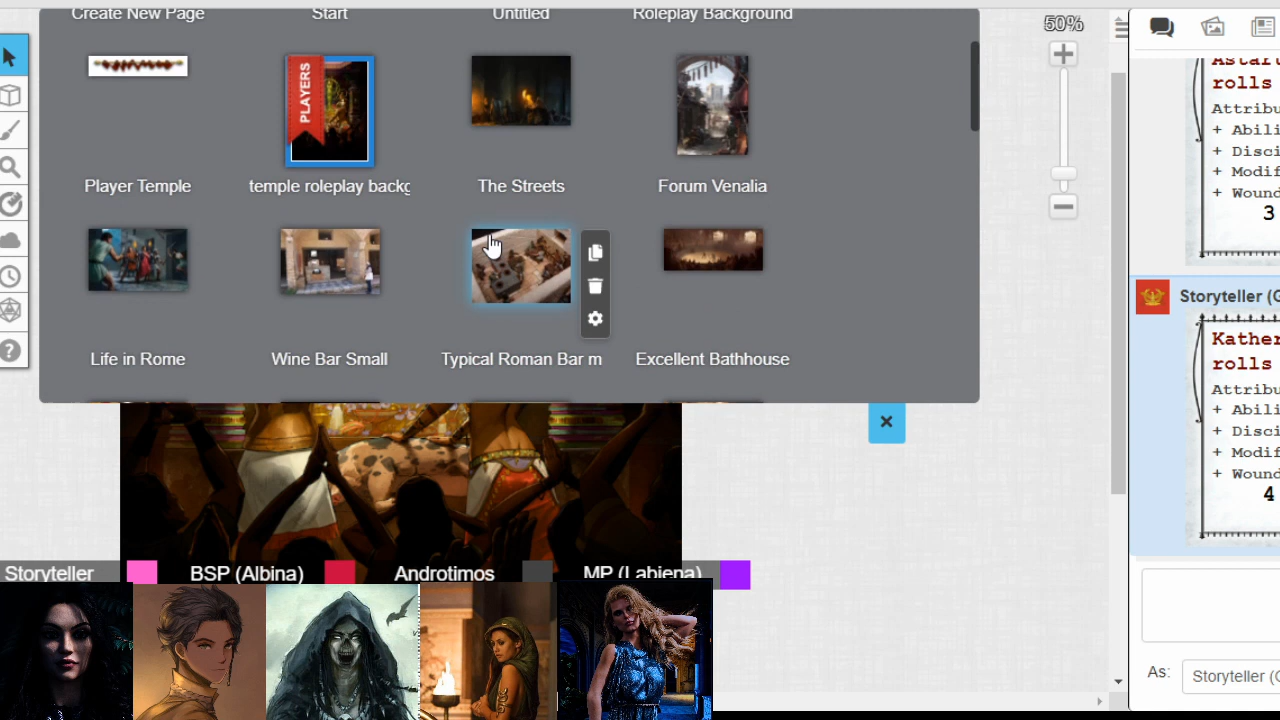 Create New Page
Start
Untitled
Roleplay Background
50%
PLAYERS
Player Temple
temple roleplay backg
The Streets
Forum Venalia
Life in Rome
Wine Bar Small
Typical Roman Bar m
Excellent Bathhouse
Storyteller
BSP (Albina)
Androtimos
MP (Labiena)
Astart
rolls
Attribu
+ Abili
+ Disci
+ Modif
+ Wound
3
Storyteller (G
Kather
rolls
Attribu
+ Abili
+ Disci
+ Modif
+ Wound
4
As:
Storyteller (G